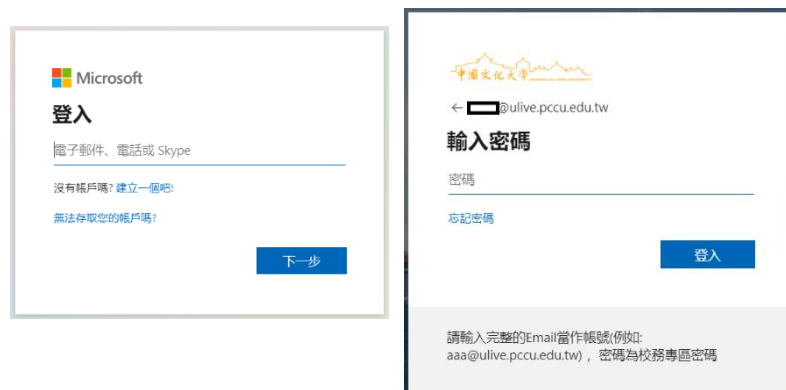 Microsoft
登入
電子郵件、電話或 Skype
沒有帳戶嗎? 建立一個吧!
無法存取您的帳戶嗎?
下一步
中國文化大學
← @ulive.pccu.edu.tw
輸入密碼
密碼
忘記密碼
登入
請輸入完整的Email當作帳號(例如:
aaa@ulive.pccu.edu.tw) ，密碼為校務專區密碼